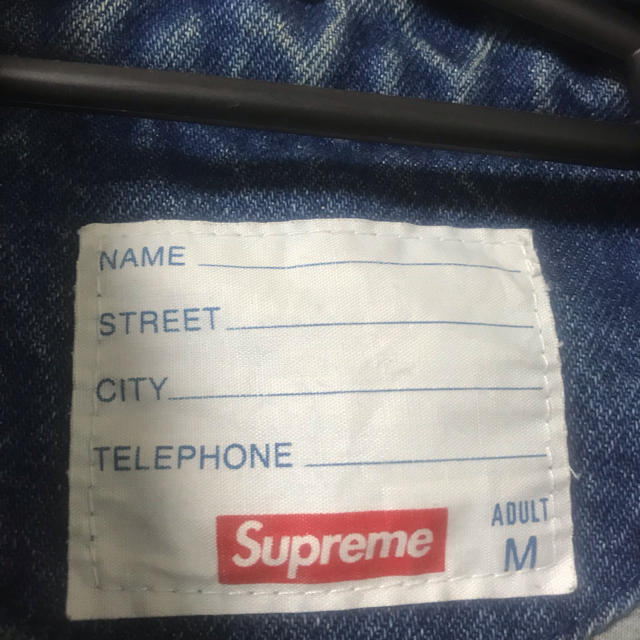 NAME
STREET
CITY
TELEPHONE
ADULT
Supreme M